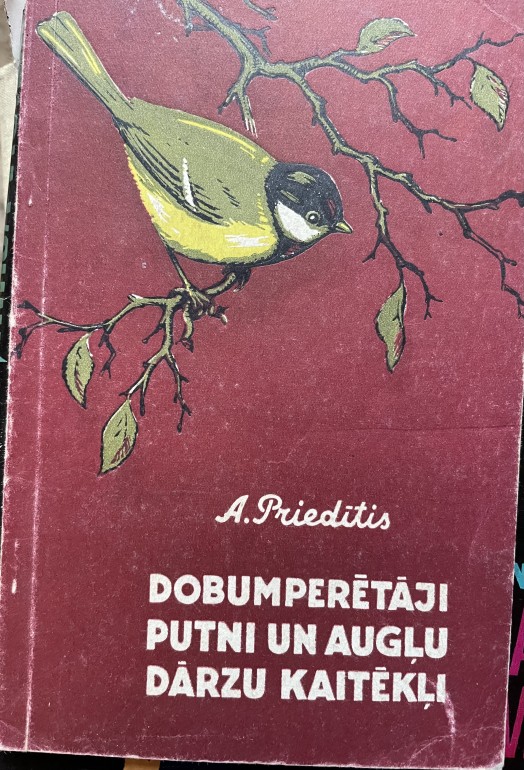 A. Priedītis
DOBUMPERĒTĀJI
PUTNI UN AUGĻU
DĀRZU KAITĒKĻI